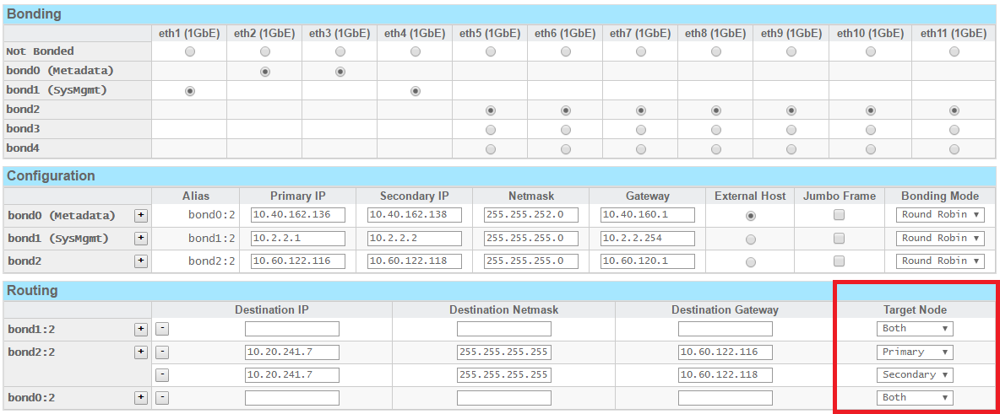 Bonding
eth1 (1GbE) eth2 (1GbE) eth3 (1GbE) eth4 (1GbE) eth5 (1GbE) eth6 (1GbE) eth7 (1GbE) eth8 (1GbE) eth9 (1GbE) eth10 (1GbE) eth11 (1GbE)
Not Bonded
bond0 (Metadata)
bond1 (SysMgmt)
bond2
bond3
bond4
Configuration
Alias Primary IP Secondary IP Netmask Gateway External Host Jumbo Frame Bonding Mode
bond0 (Metadata) + bond0:2 10.40.162.136 10.40.162.138 255.255.252.0 10.40.160.1 Round Robin
bond1 (SysMgmt) + bond1:2 10.2.2.1 10.2.2.2 255.255.255.0 10.2.2.254 Round Robin
bond2 + bond2:2 10.60.122.116 10.60.122.118 255.255.255.0 10.60.120.1 Round Robin
Routing
Destination IP Destination Netmask Destination Gateway Target Node
bond1:2 + - Both
bond2:2 + - 10.20.241.7 255.255.255.255 10.60.122.116 Primary
- 10.20.241.7 255.255.255.255 10.60.122.118 Secondary
bond0:2 + - Both